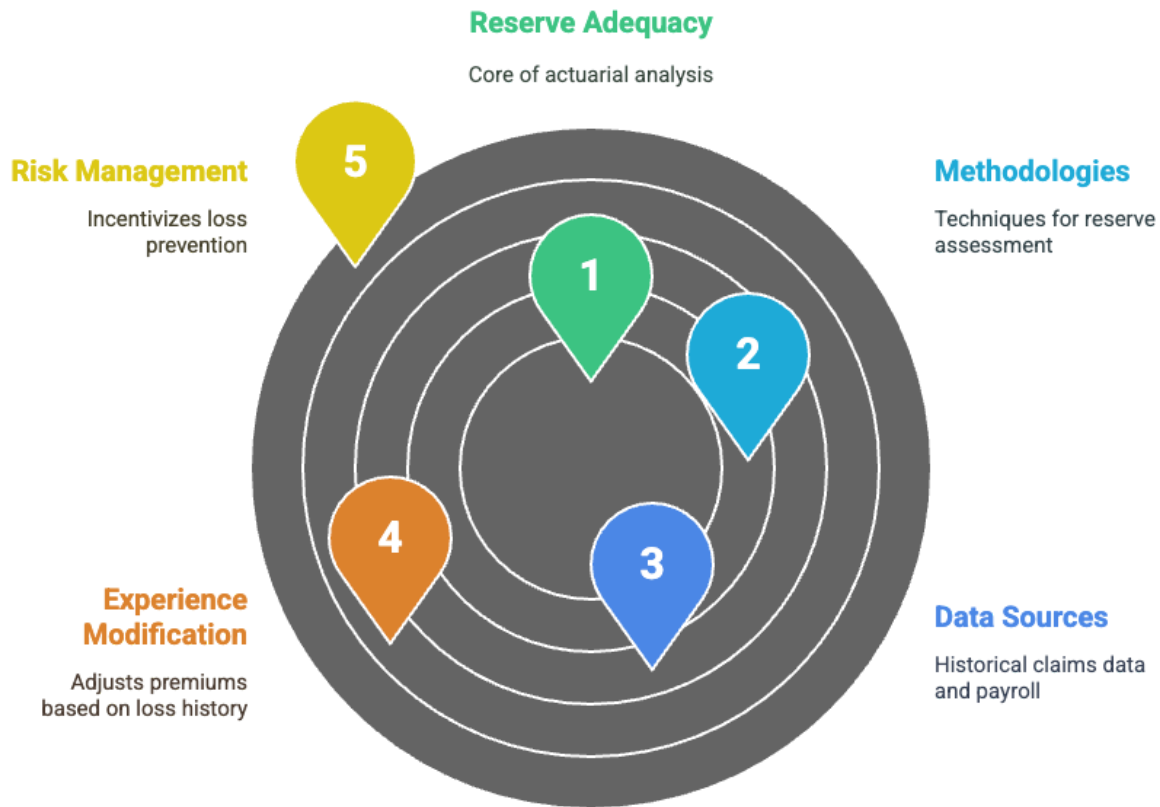 Reserve Adequacy
Core of actuarial analysis
5
Risk Management
Incentivizes loss
prevention
Methodologies
Techniques for reserve
assessment
1
2
4
3
Experience
Modification
Adjusts premiums
based on loss history
Data Sources
Historical claims data
and payroll